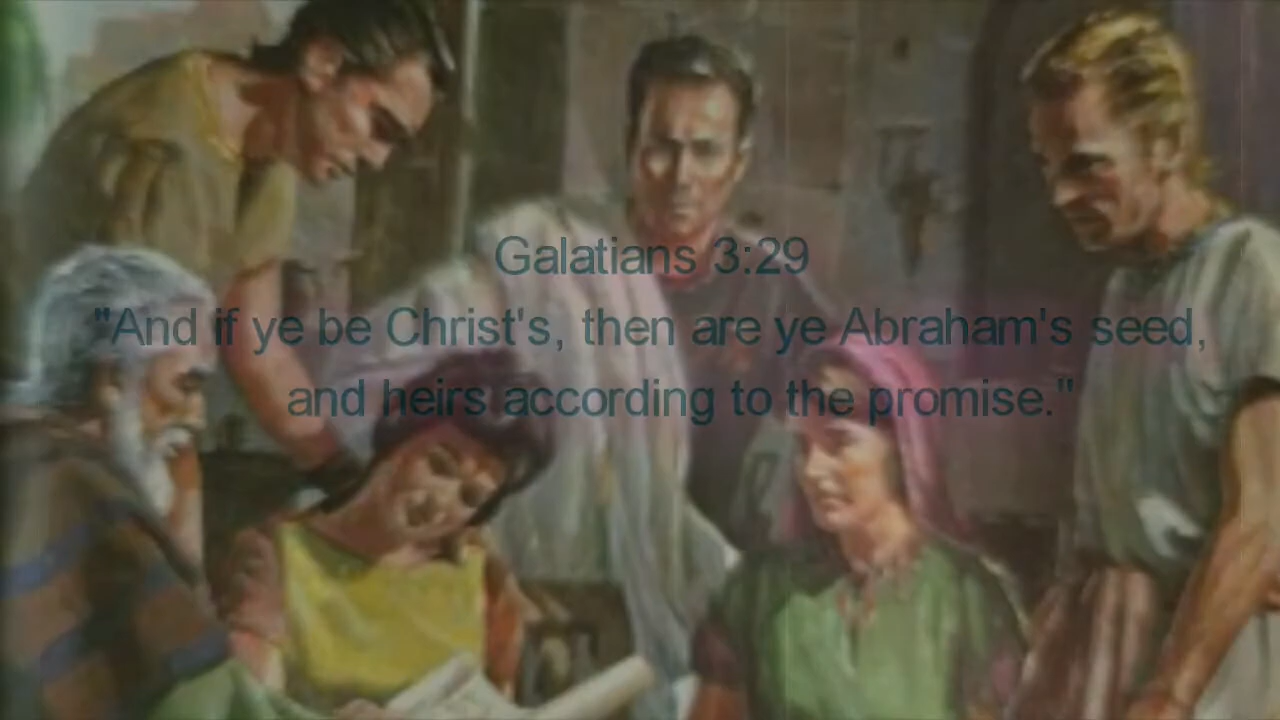 Galatians 3:29
"And if ye be Christ's, then are ye Abraham's seed,
and heirs according to the promise."